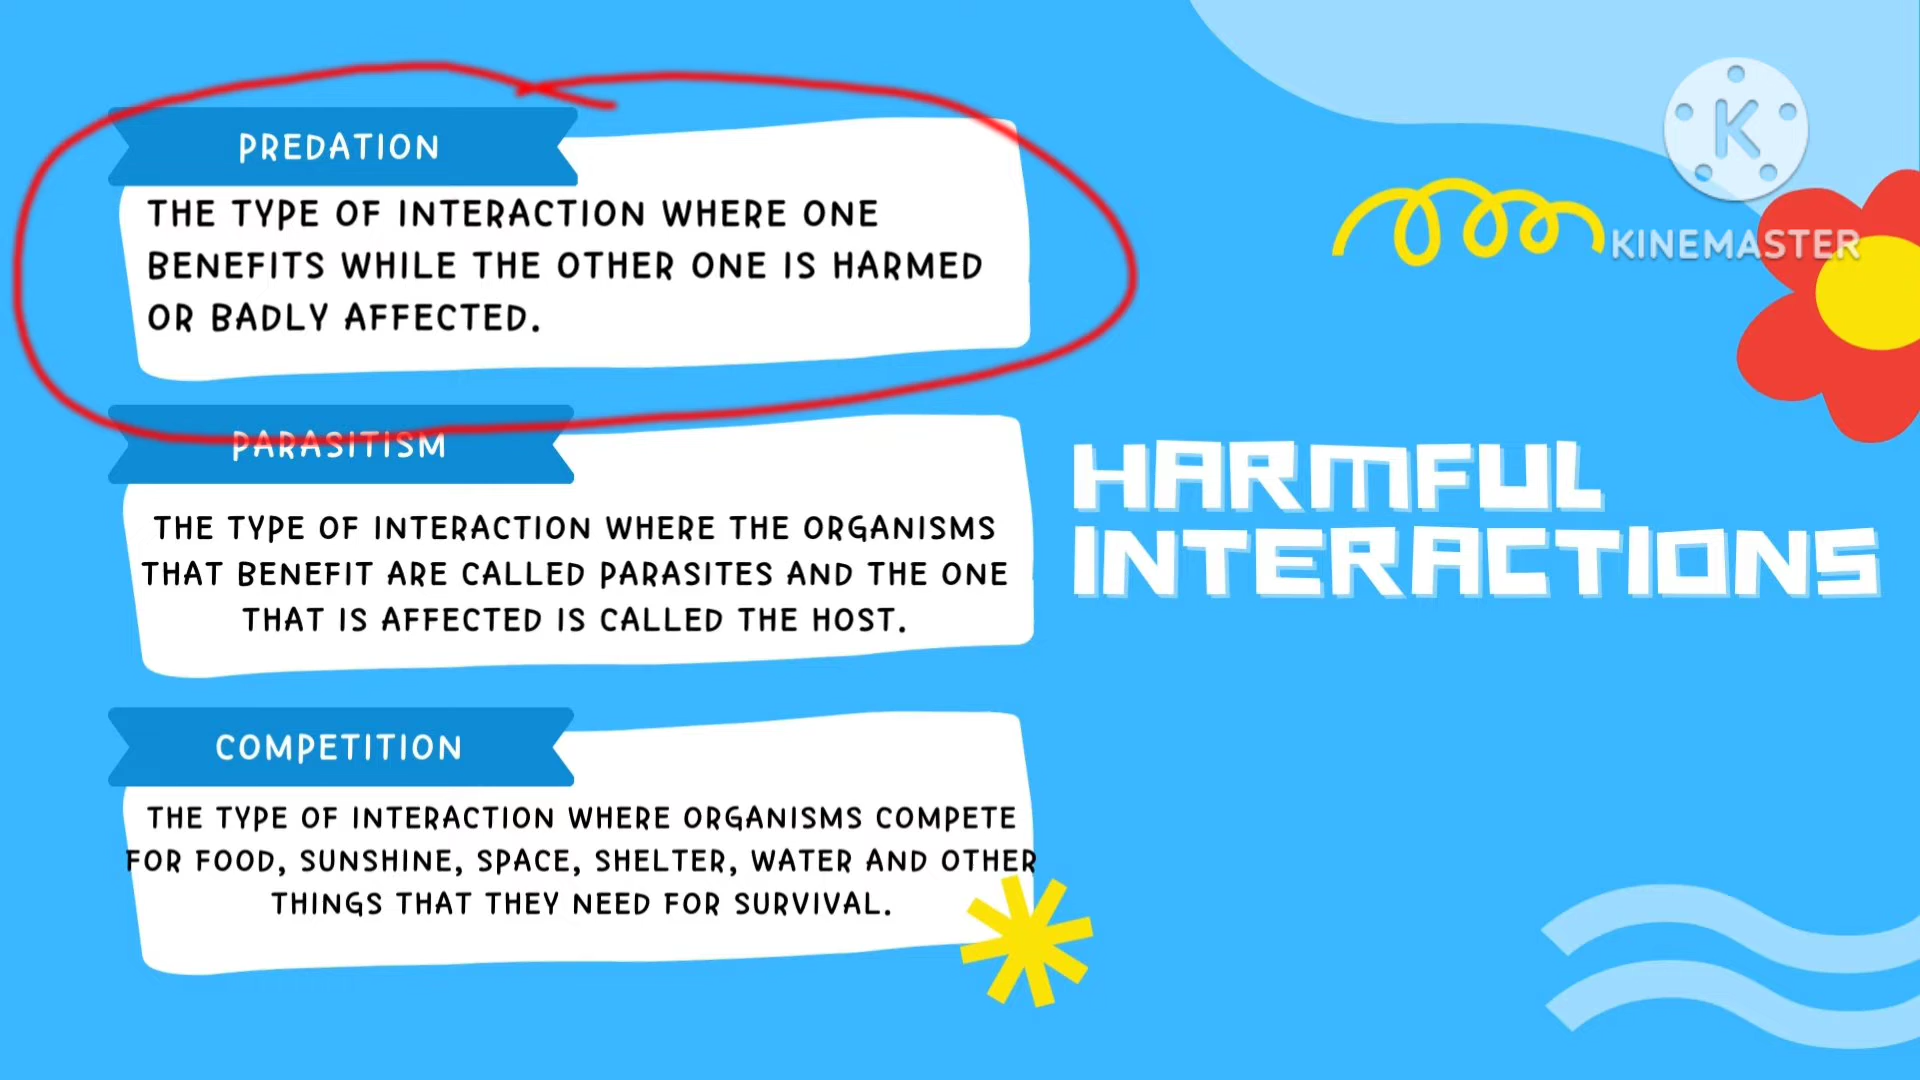 PREDATION
THE TYPE OF INTERACTION WHERE ONE
BENEFITS WHILE THE OTHER ONE IS HARMED
OR BADLY AFFECTED.
PARASITISM
THE TYPE OF INTERACTION WHERE THE ORGANISMS
THAT BENEFIT ARE CALLED PARASITES AND THE ONE
THAT IS AFFECTED IS CALLED THE HOST.
COMPETITION
THE TYPE OF INTERACTION WHERE ORGANISMS COMPETE
FOR FOOD, SUNSHINE, SPACE, SHELTER, WATER AND OTHER
THINGS THAT THEY NEED FOR SURVIVAL.
HARMFUL
INTERACTIONS
K
KINEMASTER